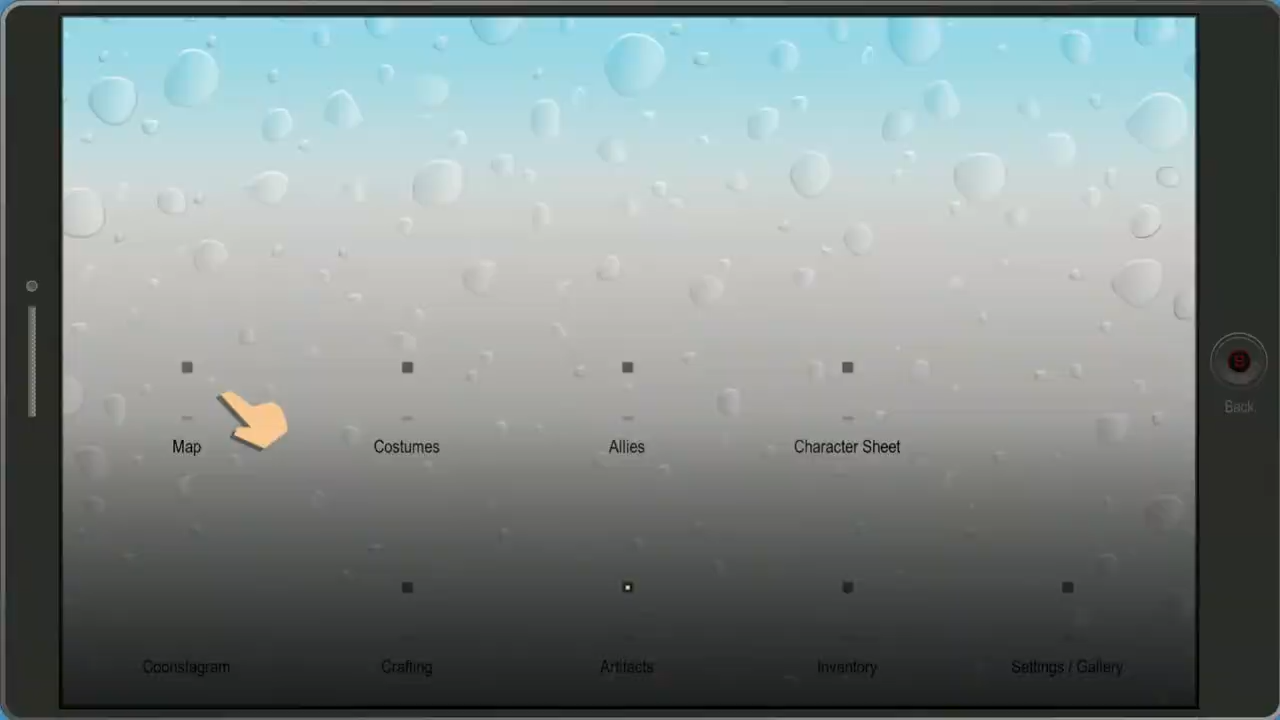 Map
Costumes
Allies
Character Sheet
Back
Coonstagram
Crafting
Artifacts
Inventory
Settings / Gallery